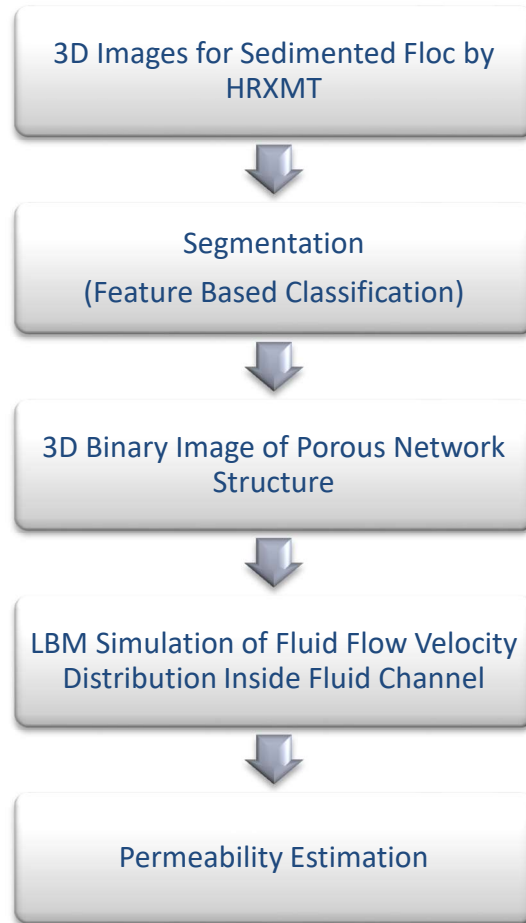 3D Images for Sedimented Floc by
HRXMT
Segmentation
(Feature Based Classification)
3D Binary Image of Porous Network
Structure
LBM Simulation of Fluid Flow Velocity
Distribution Inside Fluid Channel
Permeability Estimation